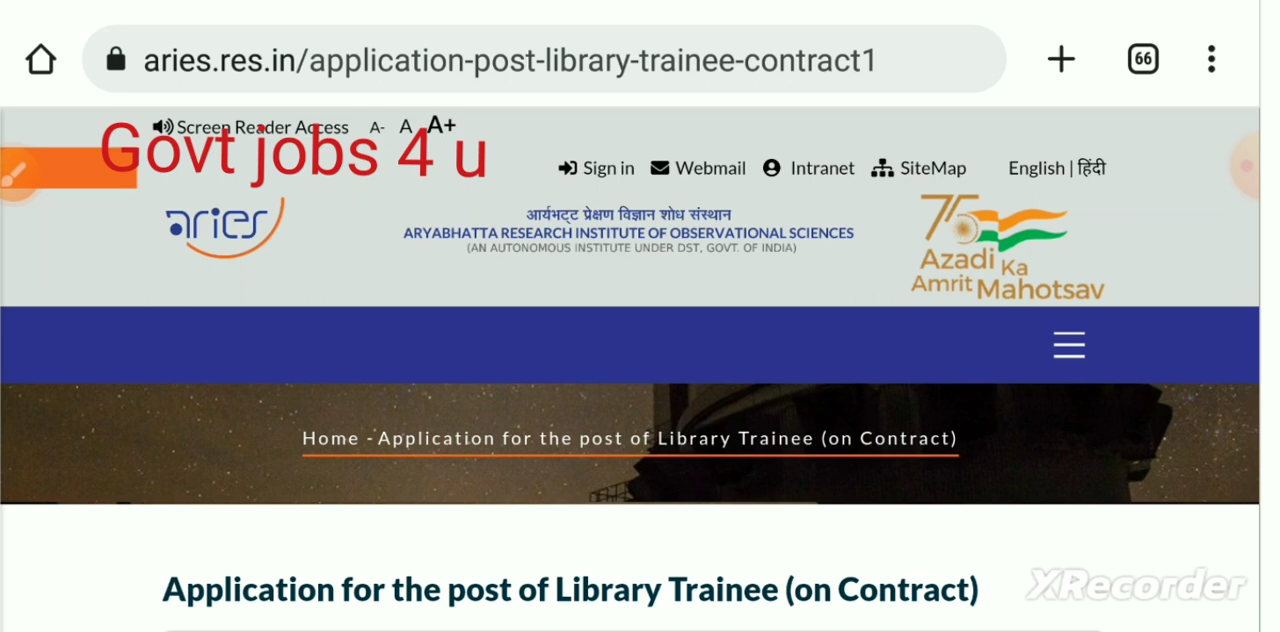 aries.res.in/application-post-library-trainee-contract1
66
Screen Reader Access A- A A+
Govt jobs 4 u
Sign in Webmail Intranet SiteMap English | हिंदी
aries
आर्यभट्ट प्रेक्षण विज्ञान शोध संस्थान
ARYABHATTA RESEARCH INSTITUTE OF OBSERVATIONAL SCIENCES
(AN AUTONOMOUS INSTITUTE UNDER DST, GOVT. OF INDIA)
75
Azadi Ka
Amrit Mahotsav
Home - Application for the post of Library Trainee (on Contract)
Application for the post of Library Trainee (on Contract)
XRecorder